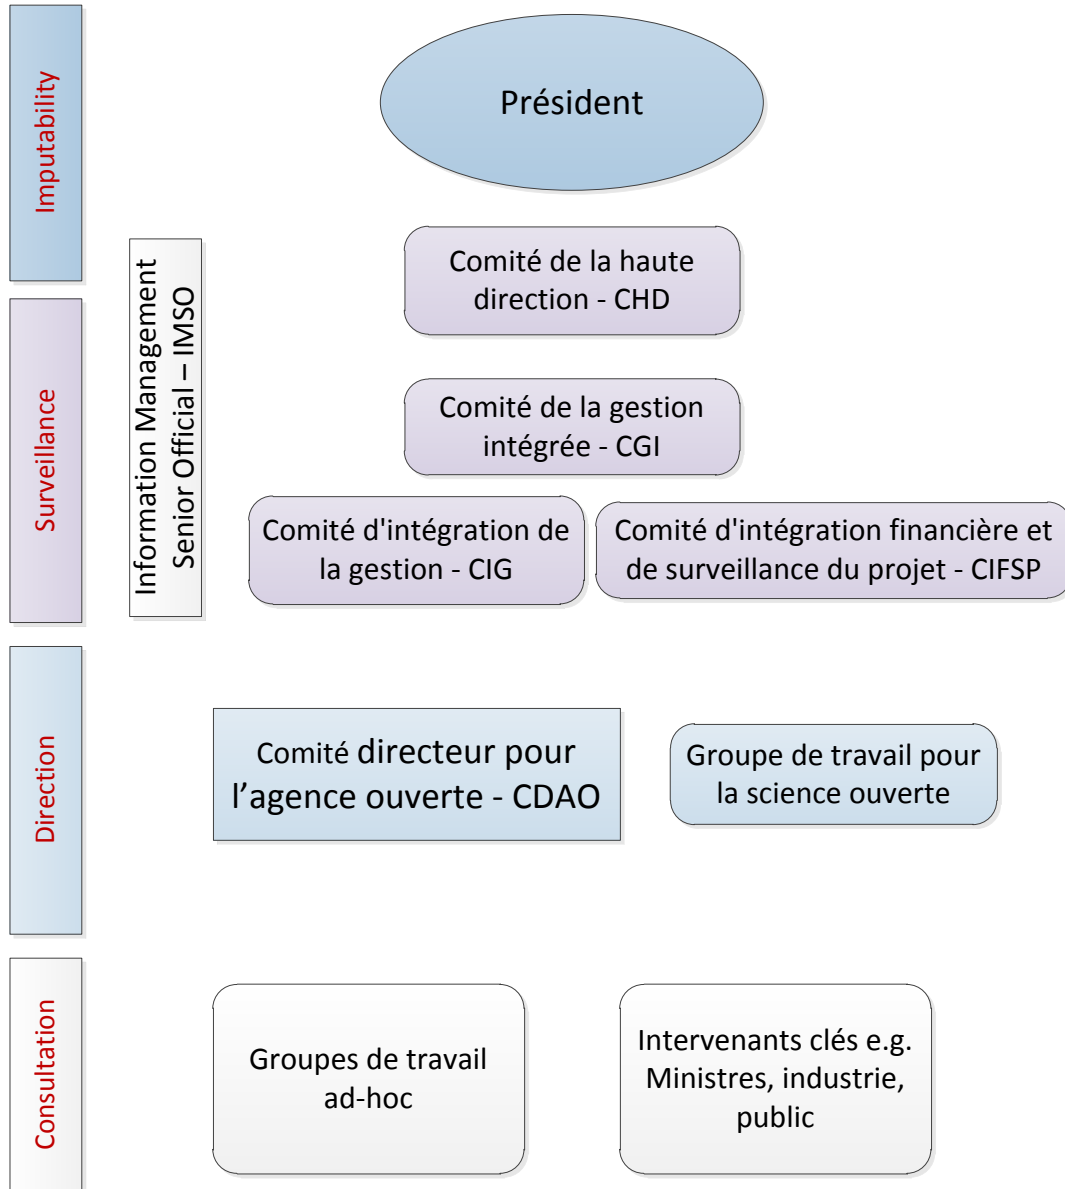 Imputability
Président
Information Management
Senior Official – IMSO
Comité de la haute
direction - CHD
Surveillance
Comité de la gestion
intégrée - CGI
Comité d'intégration de
la gestion - CIG
Comité d'intégration financière et
de surveillance du projet - CIFSP
Direction
Comité directeur pour
l’agence ouverte - CDAO
Groupe de travail pour
la science ouverte
Consultation
Groupes de travail
ad-hoc
Intervenants clés e.g.
Ministres, industrie,
public